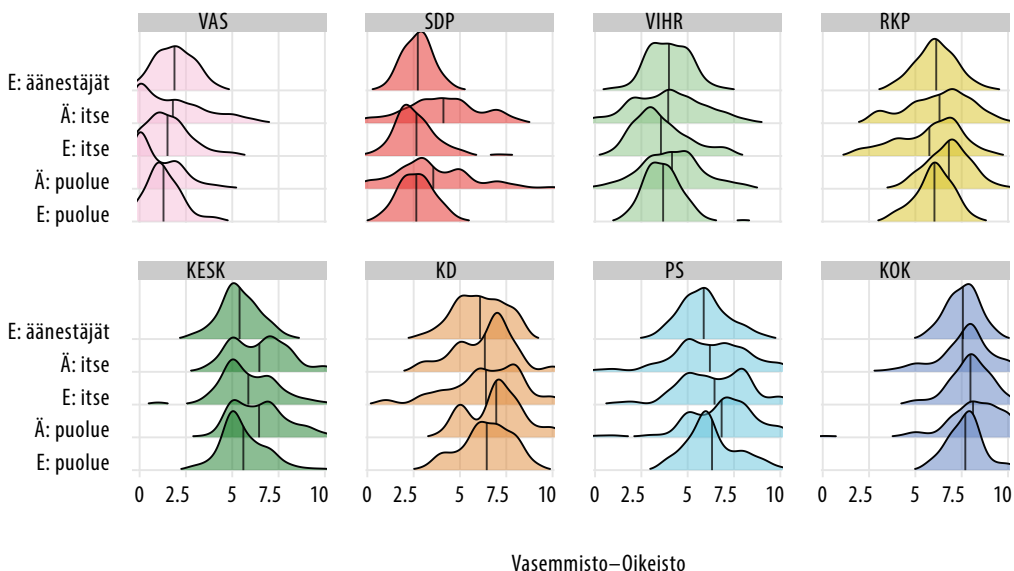 VAS SDP VIHR RKP
E: äänestäjät
Ä: itse
E: itse
Ä: puolue
E: puolue
KESK KD PS KOK
E: äänestäjät
Ä: itse
E: itse
Ä: puolue
E: puolue
0 2.5 5 7.5 10 0 2.5 5 7.5 10 0 2.5 5 7.5 10 0 2.5 5 7.5 10
Vasemmisto–Oikeisto